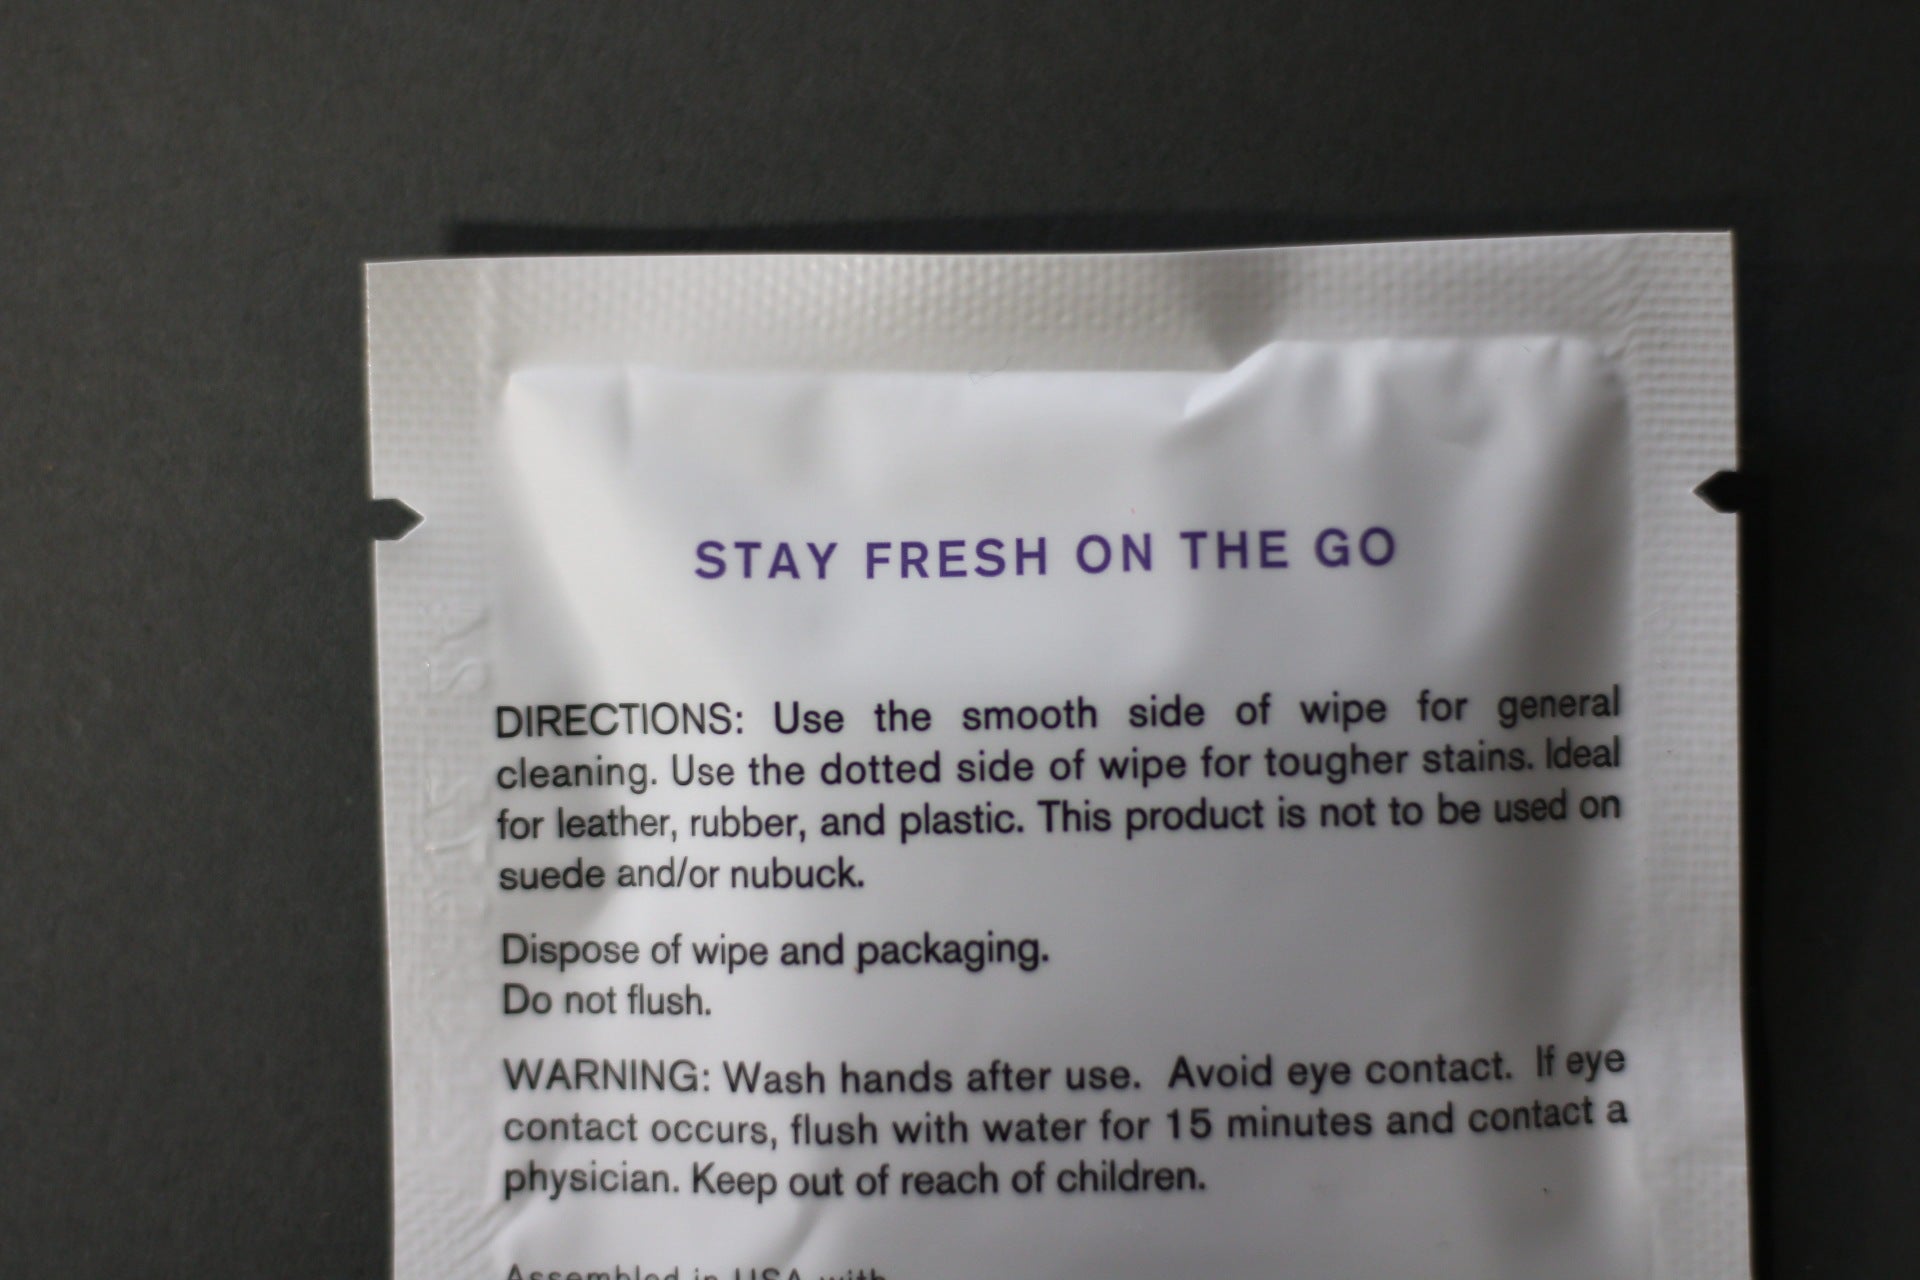 STAY FRESH ON THE GO
DIRECTIONS: Use the smooth side of wipe for general
cleaning. Use the dotted side of wipe for tougher stains. Ideal
for leather, rubber, and plastic. This product is not to be used on
suede and/or nubuck.
Dispose of wipe and packaging.
Do not flush.
WARNING: Wash hands after use. Avoid eye contact. If eye
contact occurs, flush with water for 15 minutes and contact a
physician. Keep out of reach of children.
Assembled in USA with